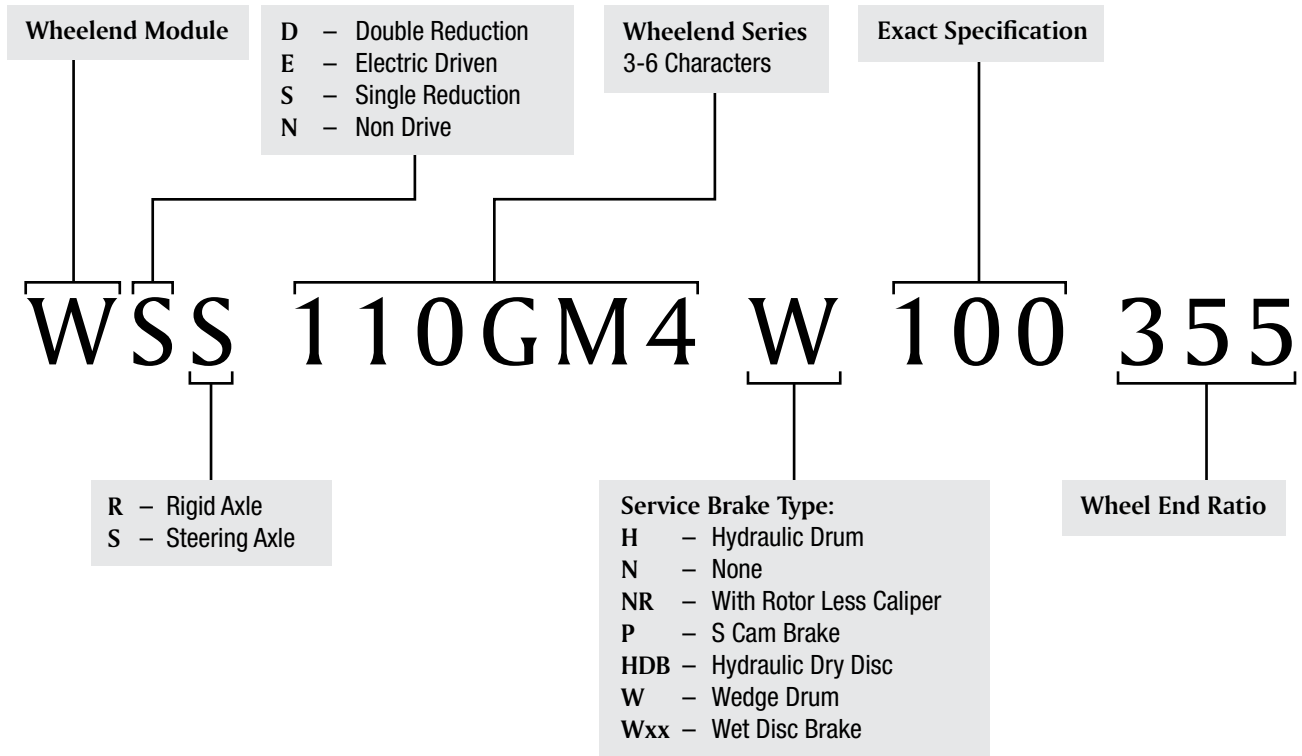 Wheelend Module
D – Double Reduction
E – Electric Driven
S – Single Reduction
N – Non Drive
Wheelend Series
3-6 Characters
Exact Specification
WSS 110GM4 W 100 355
R – Rigid Axle
S – Steering Axle
Service Brake Type:
H – Hydraulic Drum
N – None
NR – With Rotor Less Caliper
P – S Cam Brake
HDB – Hydraulic Dry Disc
W – Wedge Drum
Wxx – Wet Disc Brake
Wheel End Ratio